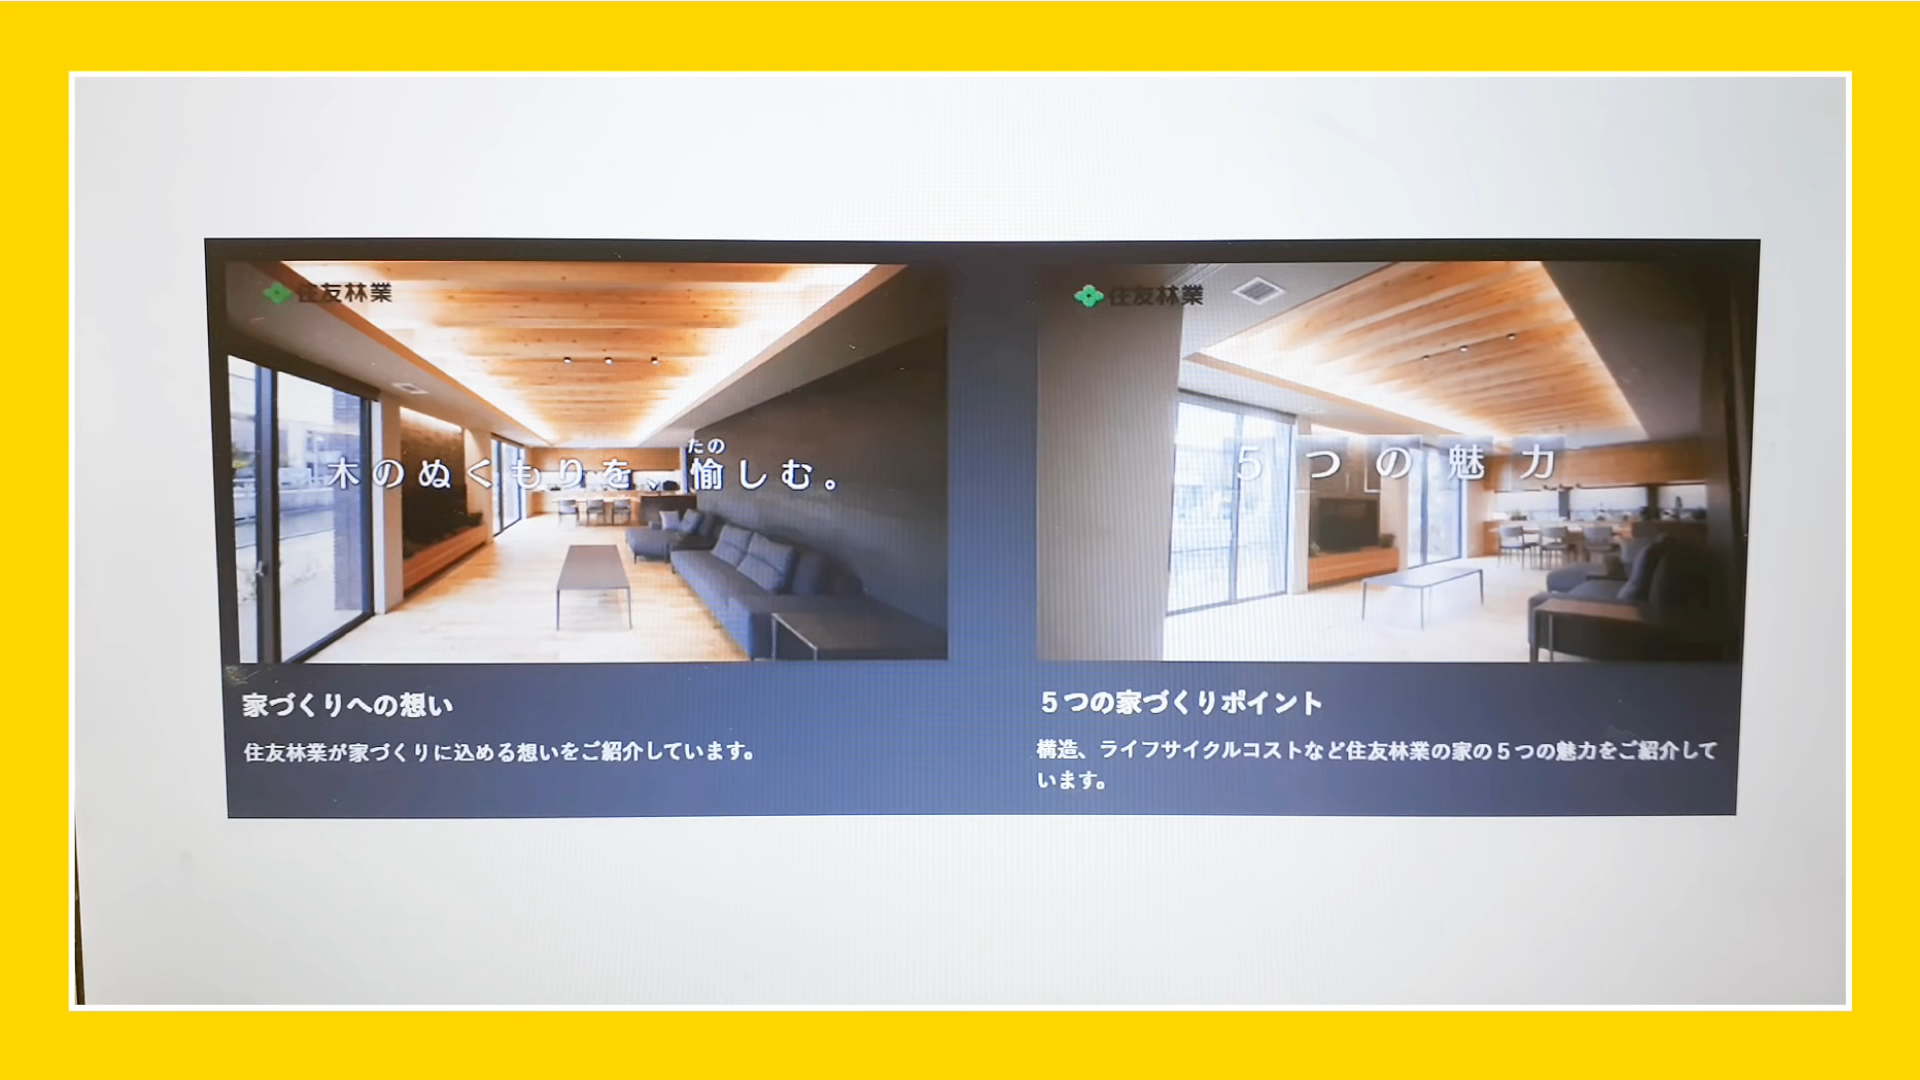 住友林業
たの
木のぬくもりを、愉しむ。
家づくりへの想い
住友林業が家づくりに込める想いをご紹介しています。
住友林業
5つの魅力
5つの家づくりポイント
構造、ライフサイクルコストなど住友林業の家の5つの魅力をご紹介して
います。